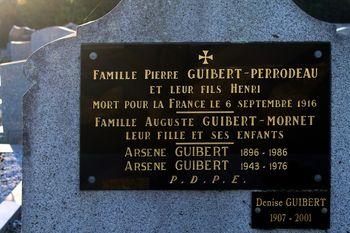 FAMILLE PIERRE GUIBERT-PERRODEAU
ET LEUR FILS HENRI
MORT POUR LA FRANCE LE 6 SEPTEMBRE 1916
FAMILLE AUGUSTE GUIBERT-MORNET
LEUR FILLE ET SES ENFANTS
ARSENE GUIBERT 1896-1986
ARSENE GUIBERT 1943-1976
P.D.P.E.
Denise GUIBERT
1907-2001